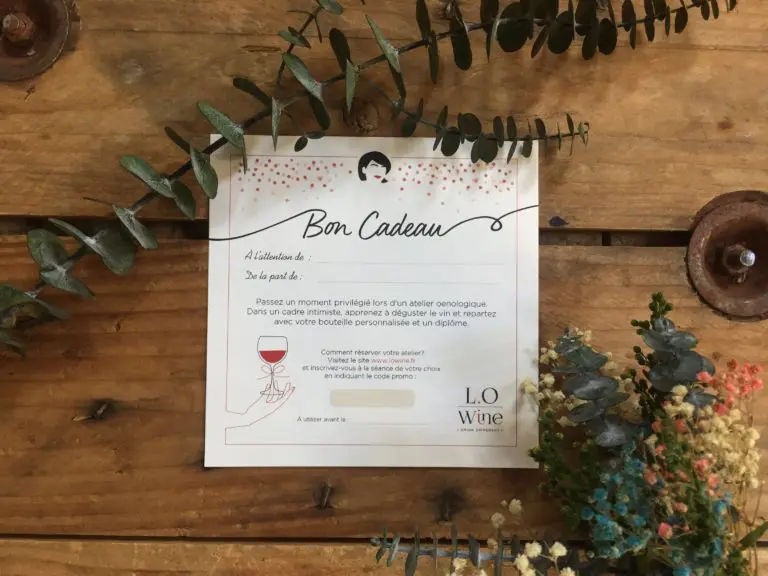 Bon Cadeau
À l'attention de :
De la part de :
Passez un moment privilégié lors d'un atelier oenologique.
Dans un cadre intimiste, apprenez à déguster le vin et repartez
avec votre bouteille personnalisée et un diplôme.
Comment réserver votre atelier?
Visitez le site www.lowine.fr
et inscrivez-vous à la séance de votre choix
en indiquant le code promo :
À utiliser avant le
L.O
Wine